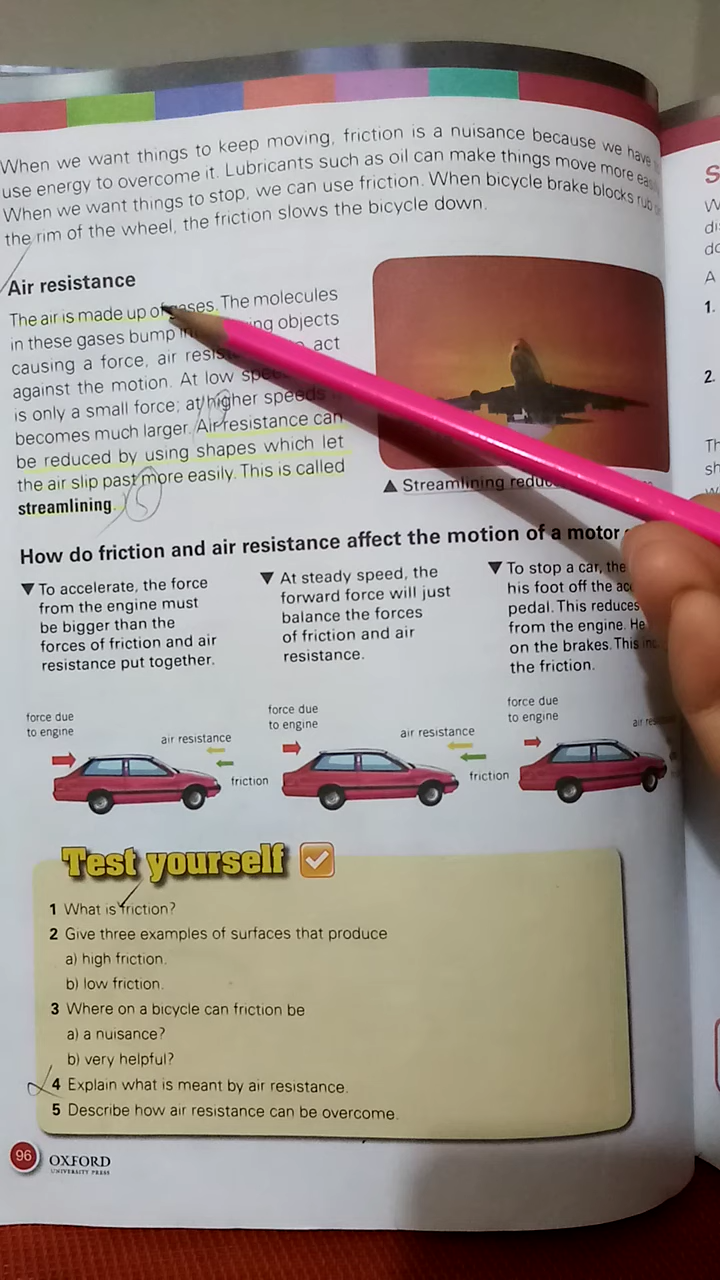 When we want things to keep moving, friction is a nuisance because we have
use energy to overcome it. Lubricants such as oil can make things move more
When we want things to stop, we can use friction. When bicycle brake blocks rub
the rim of the wheel, the friction slows the bicycle down.
Air resistance
The air is made up of gases. The molecules
in these gases bump objects
causing a force, air act
against the motion. At low
is only a small force; at higher speeds
becomes much larger. Air resistance can
be reduced by using shapes which let
the air slip past more easily. This is called
streamlining.
5
▲ Streamlining
How do friction and air resistance affect the motion of a motor
▼ To accelerate, the force
from the engine must
be bigger than the
forces of friction and air
resistance put together.
▼ At steady speed, the
forward force will just
balance the forces
of friction and air
resistance.
▼ To stop a car, the
his foot off the
pedal. This reduces
from the engine. He
on the brakes. This
the friction.
force due
to engine
air resistance
friction
force due
to engine
air resistance
friction
force due
to engine
air
Test yourself
1 What is friction?
2 Give three examples of surfaces that produce
a) high friction.
b) low friction.
3 Where on a bicycle can friction be
a) a nuisance?
b) very helpful?
4 Explain what is meant by air resistance.
5 Describe how air resistance can be overcome.
96 OXFORD
UNIVERSITY PRESS
S
W
A
1.
2.